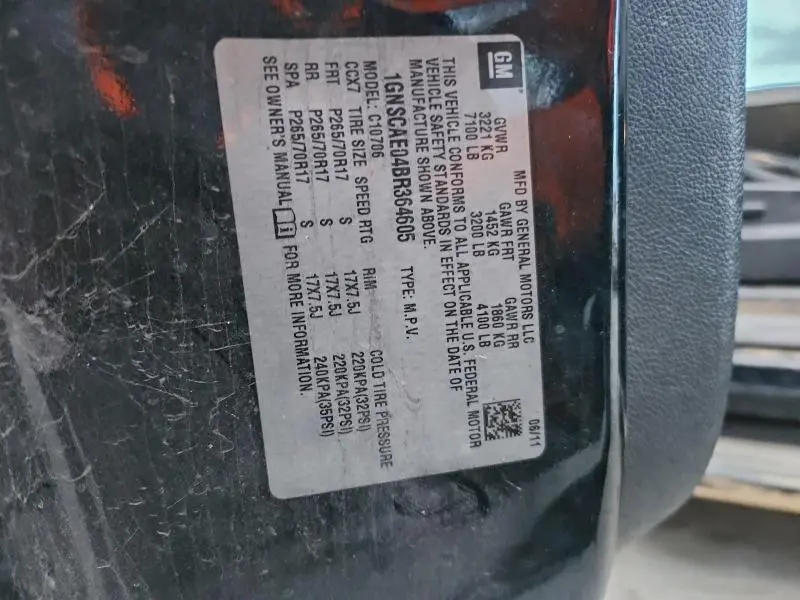 GM
MFD BY GENERAL MOTORS LLC
06/11
GVWR GAWR FRT GAWR RR
3221 KG 1452 KG 1860 KG
7100 LB 3200 LB 4100 LB
THIS VEHICLE CONFORMS TO ALL APPLICABLE U.S. FEDERAL MOTOR
VEHICLE SAFETY STANDARDS IN EFFECT ON THE DATE OF
MANUFACTURE SHOWN ABOVE.
1GNSCAE04BR364605 TYPE: M.P.V.
MODEL: C10706
CCX7 TIRE SIZE SPEED RTG RIM COLD TIRE PRESSURE
FRT P265/70R17 S 17X7.5J 220KPA(32PSI)
RR P265/70R17 S 17X7.5J 220KPA(32PSI)
SPA P265/70R17 S 17X7.5J 240KPA(35PSI)
SEE OWNER'S MANUAL i FOR MORE INFORMATION.